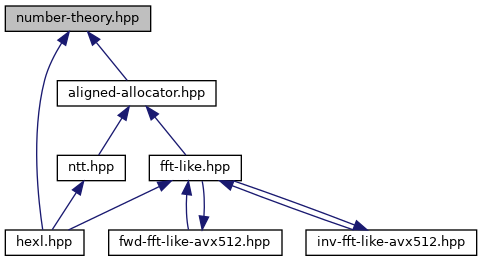 number-theory.hpp
aligned-allocator.hpp
ntt.hpp
fft-like.hpp
hexl.hpp
fwd-fft-like-avx512.hpp
inv-fft-like-avx512.hpp